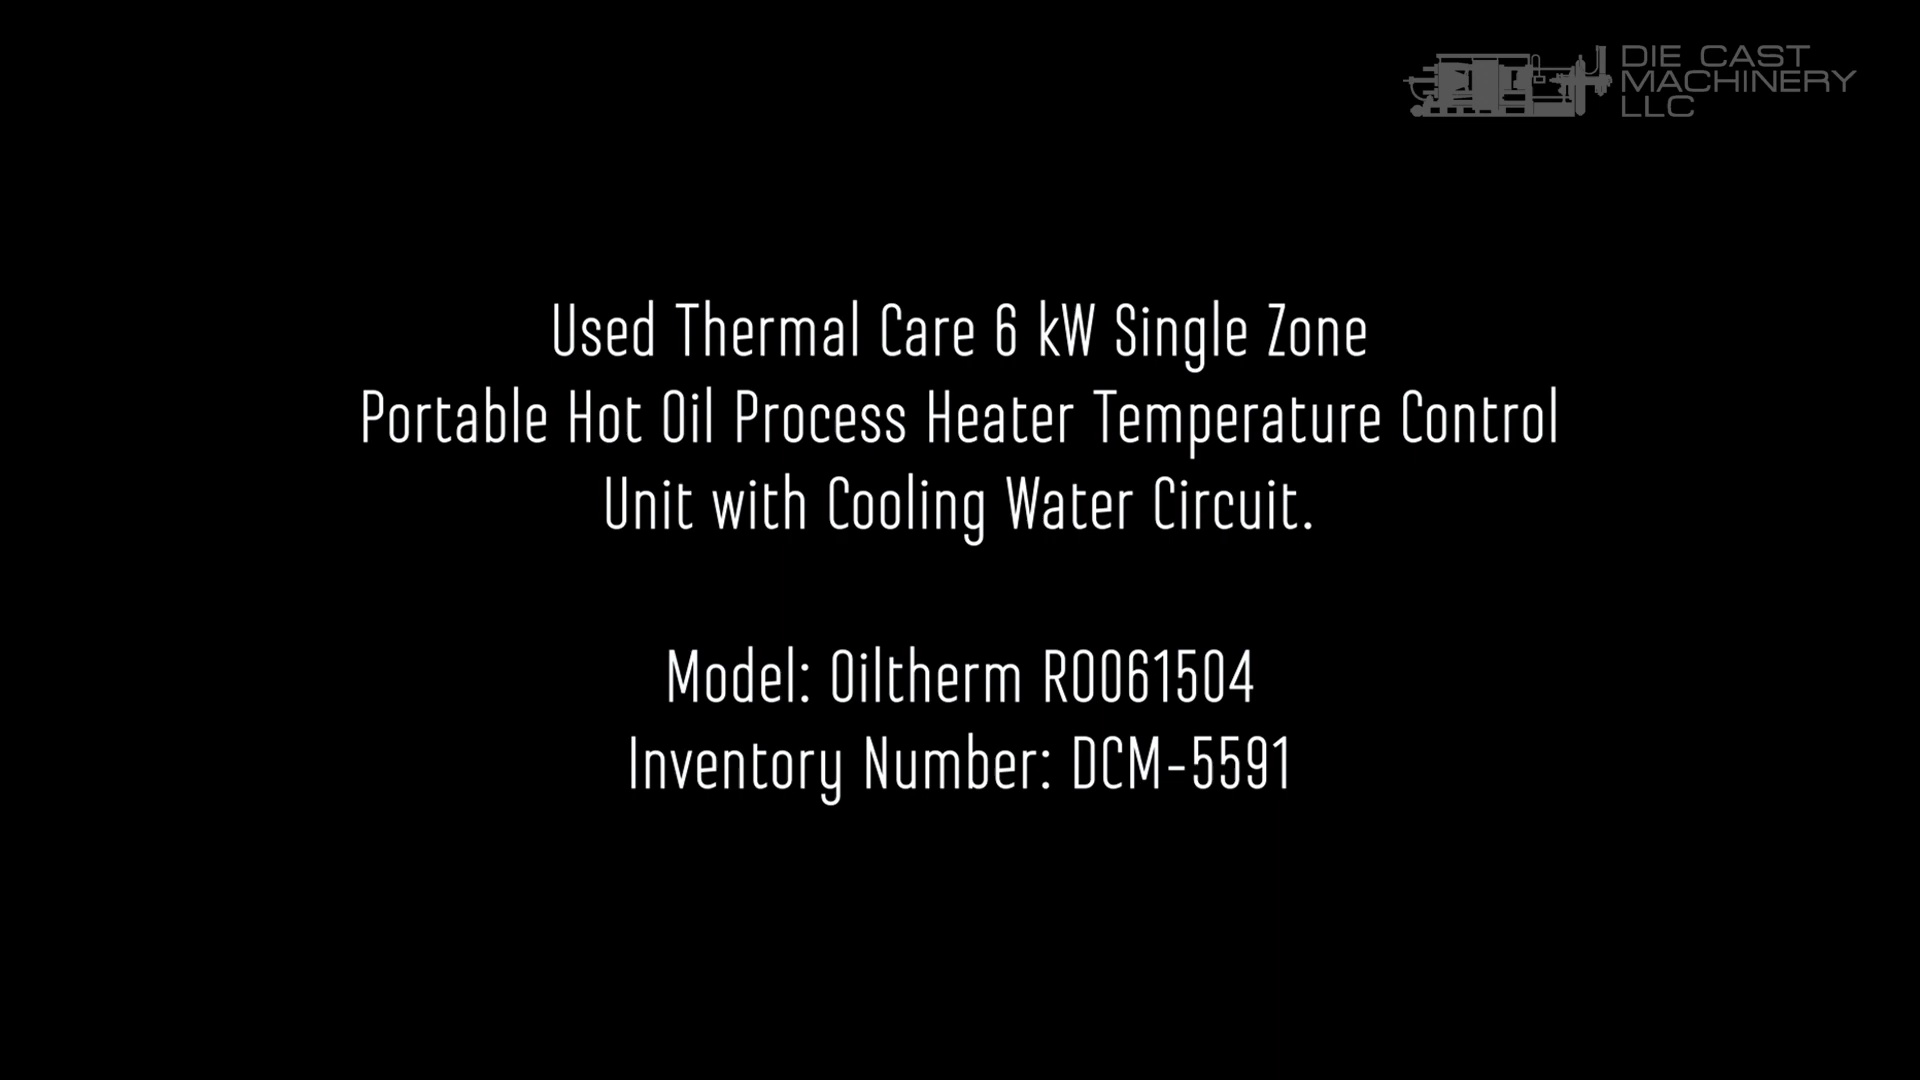 DIE CAST
MACHINERY
LLC
Used Thermal Care 6 kW Single Zone
Portable Hot Oil Process Heater Temperature Control
Unit with Cooling Water Circuit.
Model: Oiltherm RO061504
Inventory Number: DCM-5591